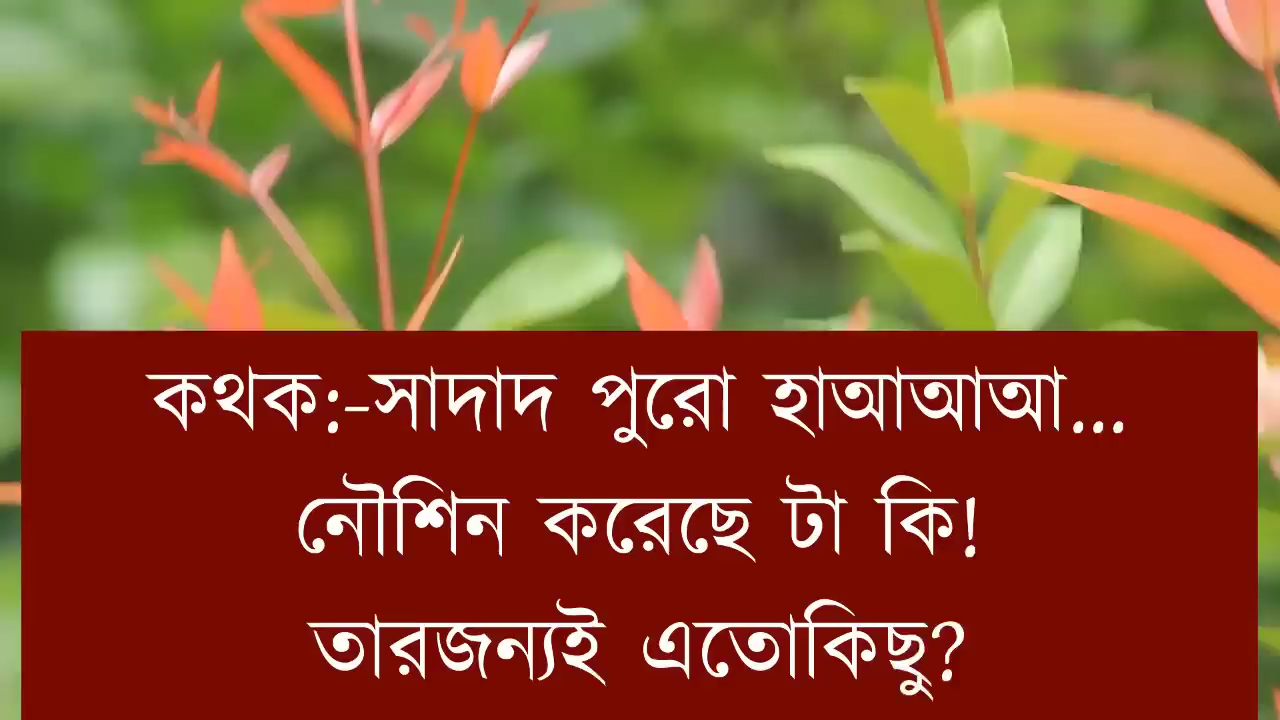 কথক:-সাদাদ পুরো হাআআআ...
নৌশিন করেছে টা কি!
তারজন্যই এতোকিছু?